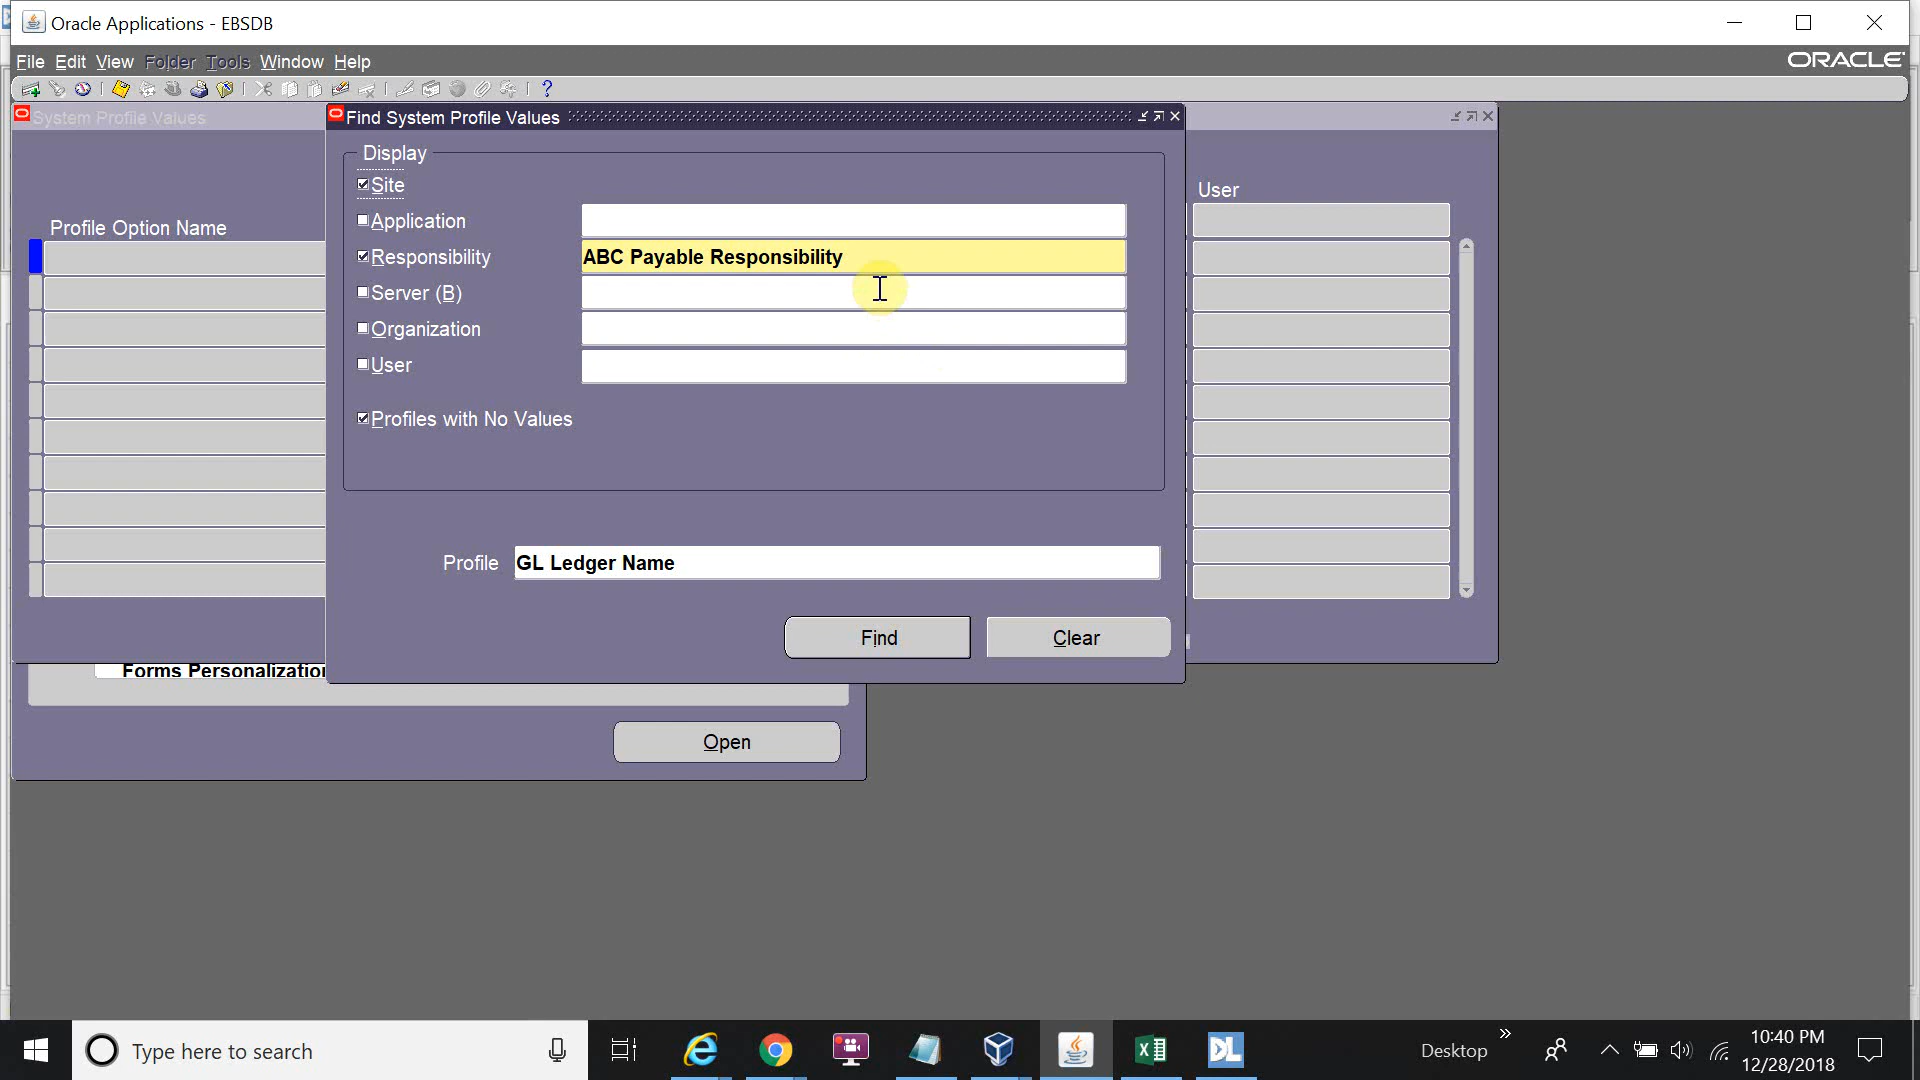 Oracle Applications - EBSDB
File Edit View Folder Tools Window Help
ORACLE
System Profile Values
Find System Profile Values
Display
Site
Application
Responsibility ABC Payable Responsibility
Server (B)
Organization
User
Profiles with No Values
Profile GL Ledger Name
Find Clear
Profile Option Name
User
Forms Personalization
Open
Type here to search
Desktop
10:40 PM
12/28/2018